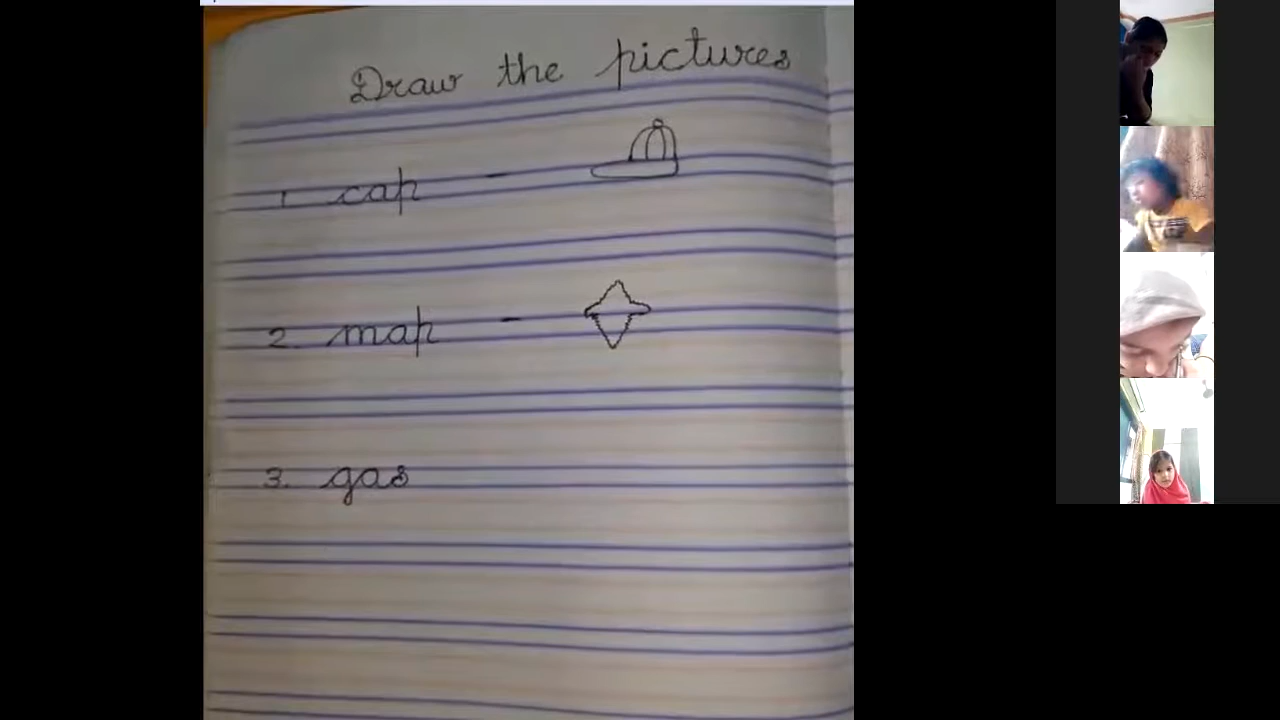 Draw the pictures
1. cap -
2. map -
3. gas